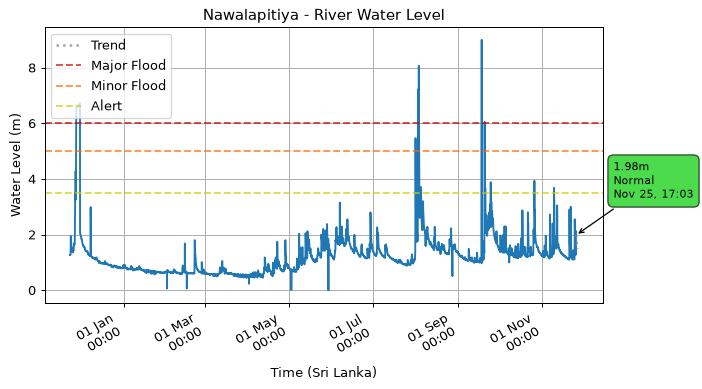 Nawalapitiya - River Water Level
Trend
Major Flood
Minor Flood
Alert
Water Level (m)
8
6
4
2
0
1.98m
Normal
Nov 25, 17:03
01 Jan
00:00
01 Mar
00:00
01 May
00:00
01 Jul
00:00
01 Sep
00:00
01 Nov
00:00
Time (Sri Lanka)